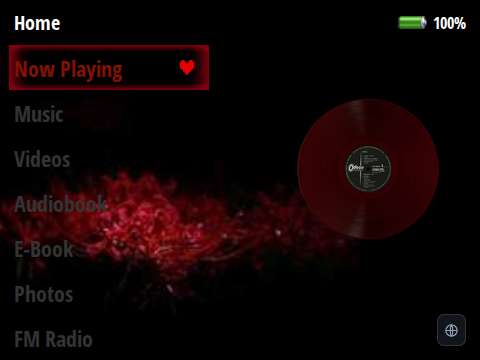 Home
100%
Now Playing
Music
Videos
Audiobook
E-Book
Photos
FM Radio